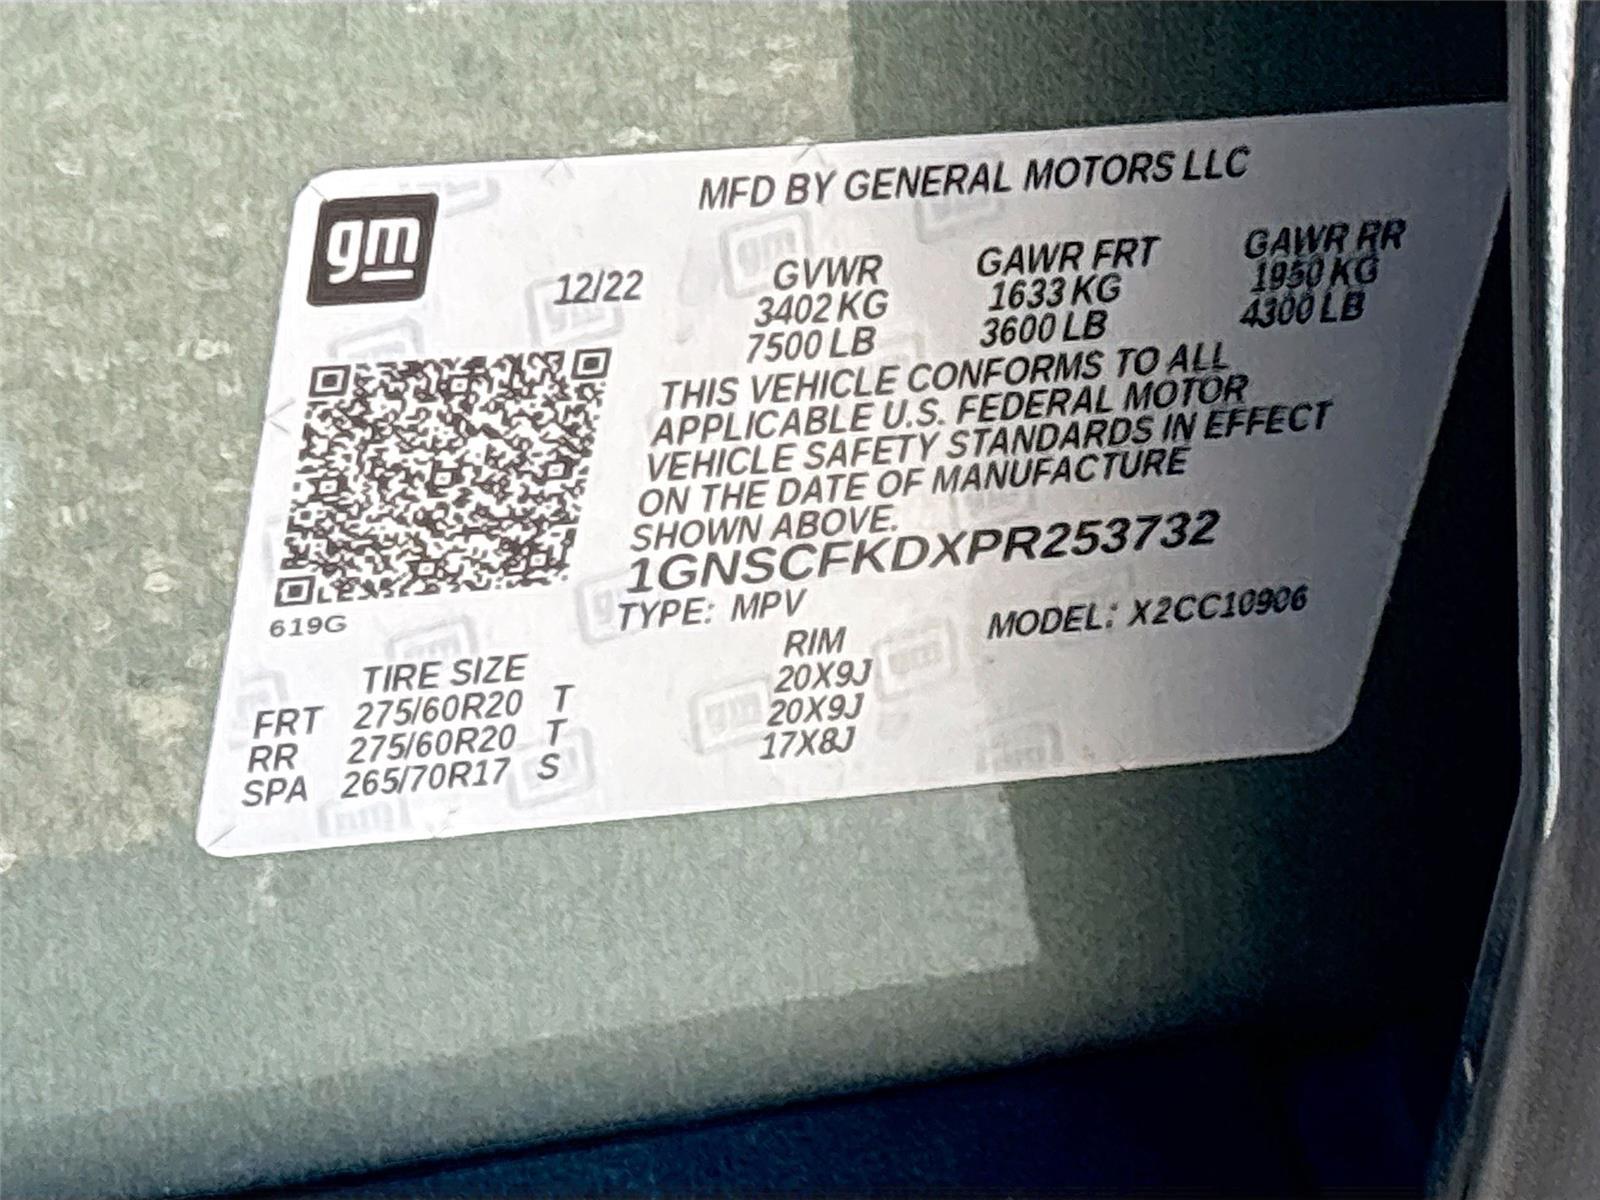 gm
MFD BY GENERAL MOTORS LLC
12/22 GVWR GAWR FRT GAWR RR
3402 KG 1633 KG 1950 KG
7500 LB 3600 LB 4300 LB
THIS VEHICLE CONFORMS TO ALL
APPLICABLE U.S. FEDERAL MOTOR
VEHICLE SAFETY STANDARDS IN EFFECT
ON THE DATE OF MANUFACTURE
SHOWN ABOVE.
1GNSCFKDXPR253732
619G
TYPE: MPV MODEL: X2CC10906
TIRE SIZE RIM
FRT 275/60R20 T 20X9J
RR 275/60R20 T 20X9J
SPA 265/70R17 S 17X8J